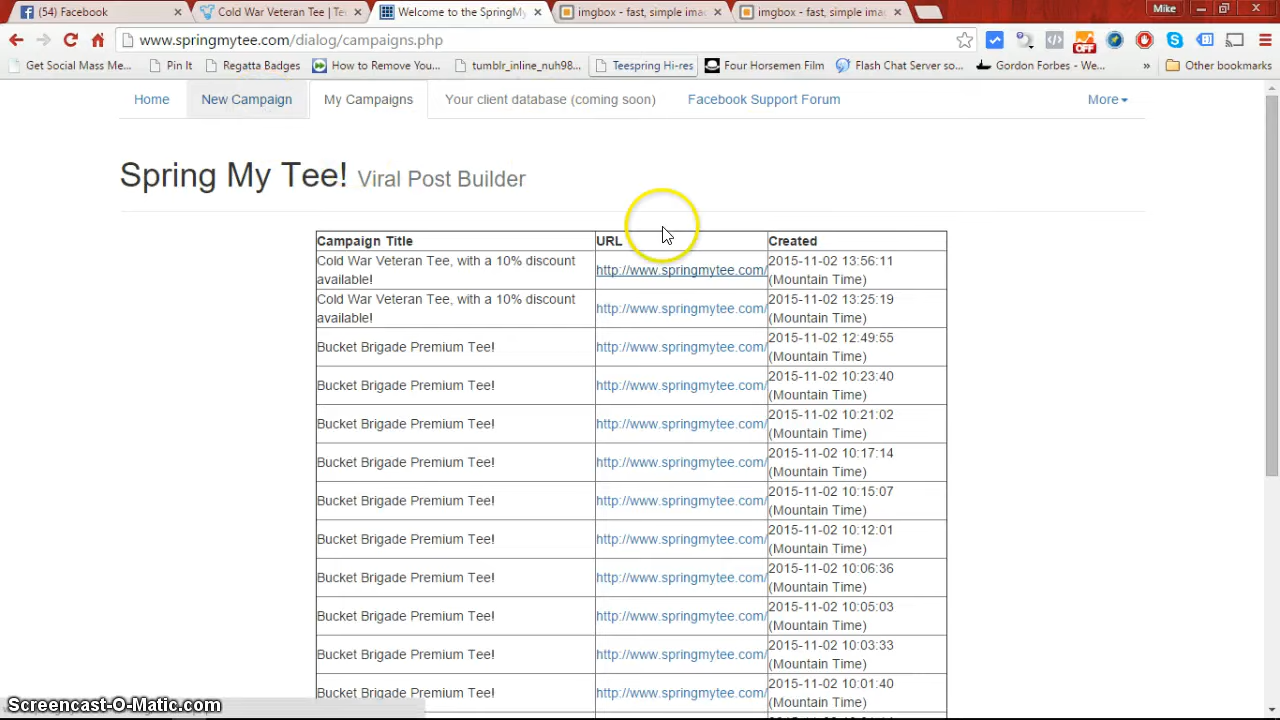 (54) Facebook
Cold War Veteran Tee | Te
Welcome to the SpringMy
imgbox - fast, simple ima
imgbox - fast, simple ima
Mike
www.springmytee.com/dialog/campaigns.php
OFF
Get Social Mass Me...
Pin It
Regatta Badges
How to Remove You...
tumblr_inline_nuh98...
Teespring Hi-res
Four Horsemen Film
Flash Chat Server so...
Gordon Forbes - We...
»
Other bookmarks
Home
New Campaign
My Campaigns
Your client database (coming soon)
Facebook Support Forum
More
Spring My Tee! Viral Post Builder
Campaign Title
URL
Created
Cold War Veteran Tee, with a 10% discount
available!
http://www.springmytee.com/
2015-11-02 13:56:11
(Mountain Time)
Cold War Veteran Tee, with a 10% discount
available!
http://www.springmytee.com/
2015-11-02 13:25:19
(Mountain Time)
Bucket Brigade Premium Tee!
http://www.springmytee.com/
2015-11-02 12:49:55
(Mountain Time)
Bucket Brigade Premium Tee!
http://www.springmytee.com/
2015-11-02 10:23:40
(Mountain Time)
Bucket Brigade Premium Tee!
http://www.springmytee.com/
2015-11-02 10:21:02
(Mountain Time)
Bucket Brigade Premium Tee!
http://www.springmytee.com/
2015-11-02 10:17:14
(Mountain Time)
Bucket Brigade Premium Tee!
http://www.springmytee.com/
2015-11-02 10:15:07
(Mountain Time)
Bucket Brigade Premium Tee!
http://www.springmytee.com/
2015-11-02 10:12:01
(Mountain Time)
Bucket Brigade Premium Tee!
http://www.springmytee.com/
2015-11-02 10:06:36
(Mountain Time)
Bucket Brigade Premium Tee!
http://www.springmytee.com/
2015-11-02 10:05:03
(Mountain Time)
Bucket Brigade Premium Tee!
http://www.springmytee.com/
2015-11-02 10:03:33
(Mountain Time)
Bucket Brigade Premium Tee!
http://www.springmytee.com/
2015-11-02 10:01:40
(Mountain Time)
Screencast-O-Matic.com